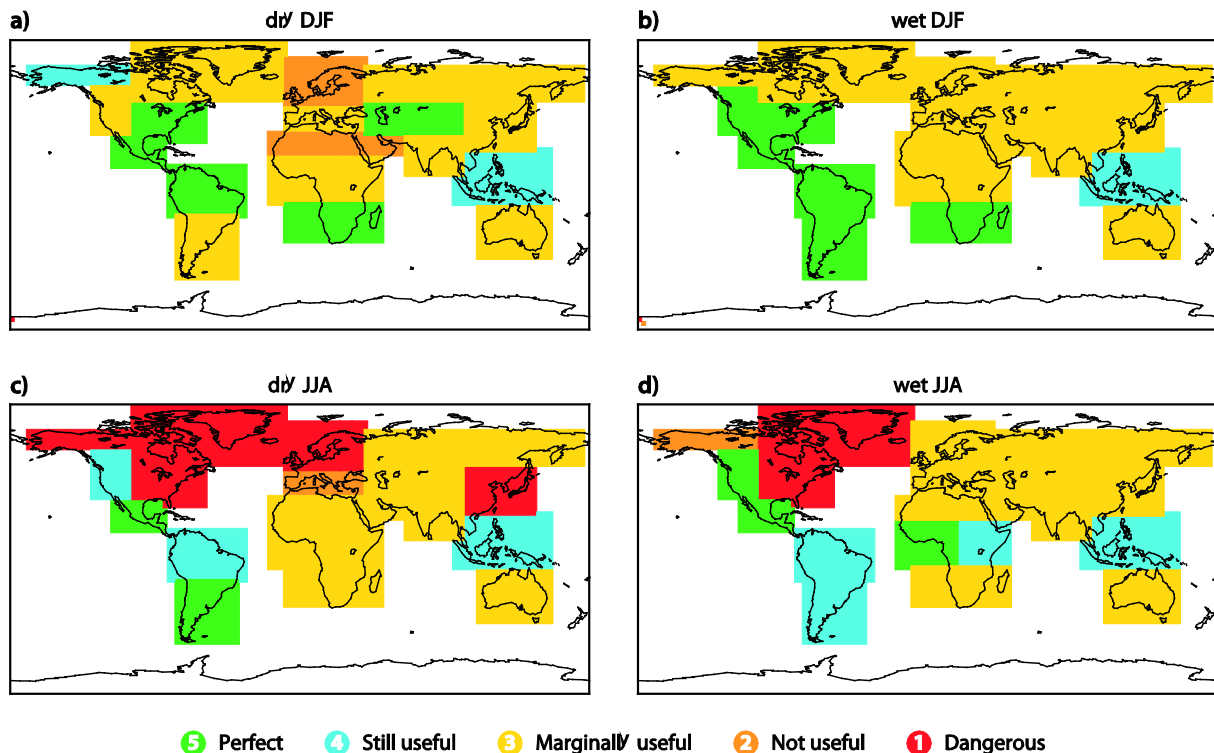 a) dry DJF
b) wet DJF
c) dry JJA
d) wet JJA
5 Perfect 4 Still useful 3 Marginally useful 2 Not useful 1 Dangerous